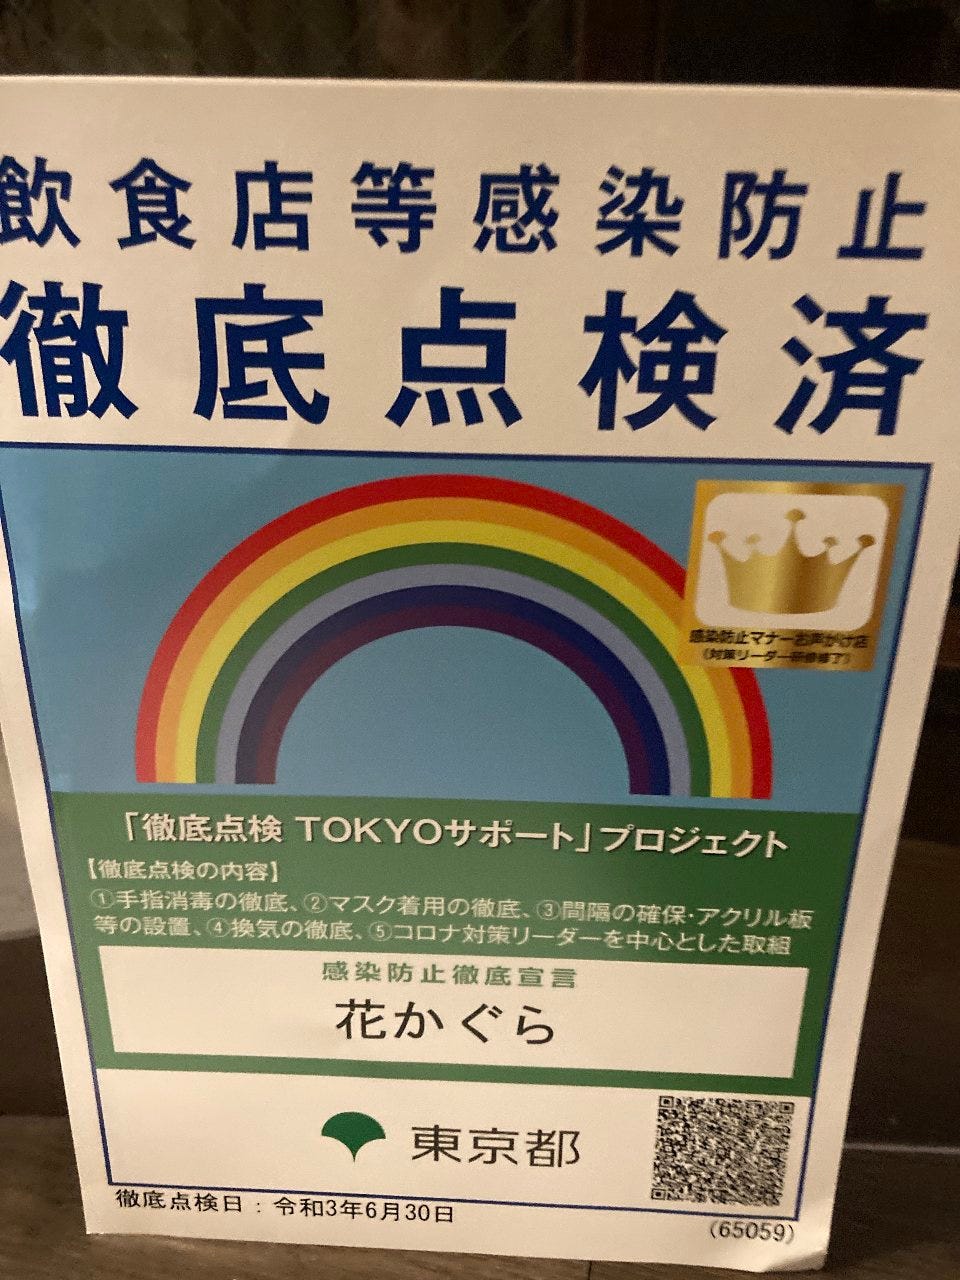 飲食店等感染防止
徹底点検済
感染防止マナーお声がけ店
(対策リーダー研修修了)
「徹底点検 TOKYOサポート」プロジェクト
【徹底点検の内容】
①手指消毒の徹底、②マスク着用の徹底、③間隔の確保・アクリル板
等の設置、④換気の徹底、⑤コロナ対策リーダーを中心とした取組
感染防止徹底宣言
花かぐら
東京都
徹底点検日：令和3年6月30日
(65059)